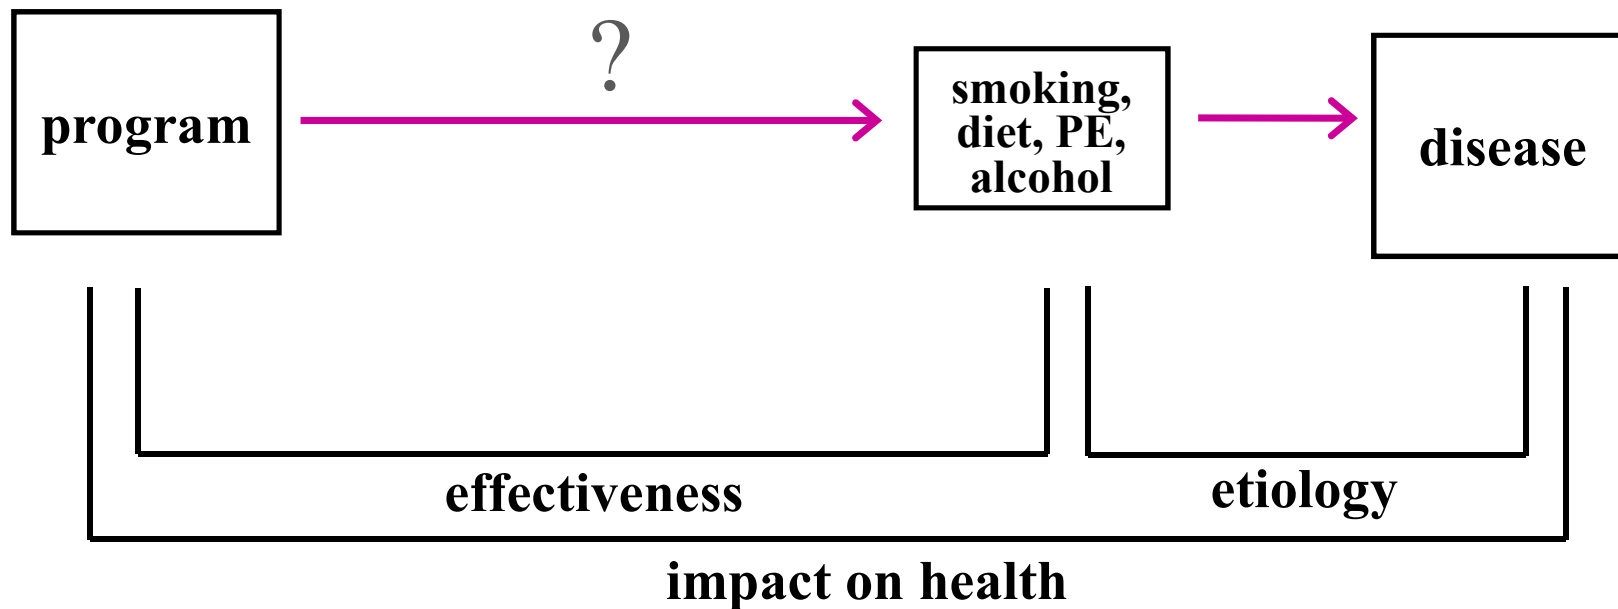 ?
program
smoking,
diet, PE,
alcohol
disease
effectiveness
etiology
impact on health